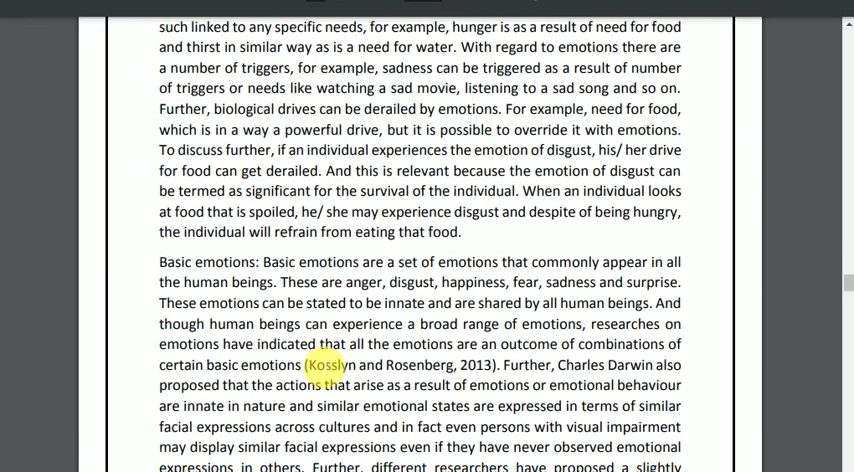 such linked to any specific needs, for example, hunger is as a result of need for food
and thirst in similar way as is a need for water. With regard to emotions there are
a number of triggers, for example, sadness can be triggered as a result of number
of triggers or needs like watching a sad movie, listening to a sad song and so on.
Further, biological drives can be derailed by emotions. For example, need for food,
which is in a way a powerful drive, but it is possible to override it with emotions.
To discuss further, if an individual experiences the emotion of disgust, his/ her drive
for food can get derailed. And this is relevant because the emotion of disgust can
be termed as significant for the survival of the individual. When an individual looks
at food that is spoiled, he/ she may experience disgust and despite of being hungry,
the individual will refrain from eating that food.
Basic emotions: Basic emotions are a set of emotions that commonly appear in all
the human beings. These are anger, disgust, happiness, fear, sadness and surprise.
These emotions can be stated to be innate and are shared by all human beings. And
though human beings can experience a broad range of emotions, researches on
emotions have indicated that all the emotions are an outcome of combinations of
certain basic emotions (Kosslyn and Rosenberg, 2013). Further, Charles Darwin also
proposed that the actions that arise as a result of emotions or emotional behaviour
are innate in nature and similar emotional states are expressed in terms of similar
facial expressions across cultures and in fact even persons with visual impairment
may display similar facial expressions even if they have never observed emotional
expressions in others. Further, different researchers have proposed a slightly